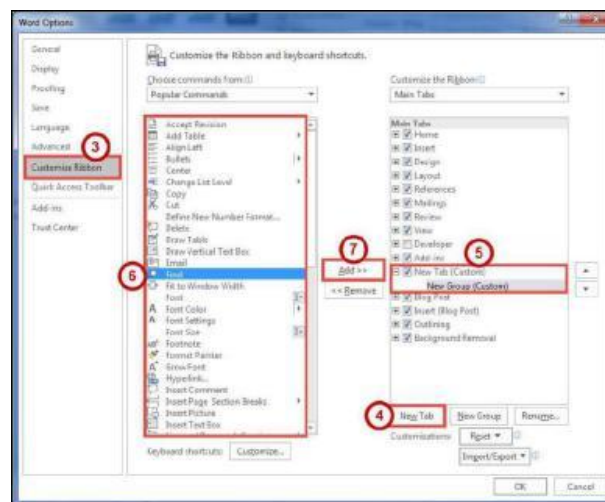 Word Options
General
Display
Proofing
Save
Language
Advanced
Customize Ribbon
Quick Access Toolbar
Add-ins
Trust Center
3
Customize the Ribbon and keyboard shortcuts.
Choose commands from:
Popular Commands
Accept Revision
Add Table
Align Left
Bullets
Center
Change List Level
Copy
Cut
Define New Number Format...
Delete
Draw Table
Draw Vertical Text Box
Email
Find
Fit to Window Width
Font
Font Color
Font Settings
Font Size
Footnote
Format Painter
Grow Font
Hyperlink...
Insert Comment
Insert Page Section Breaks
Insert Picture
Insert Text Box
6
Keyboard shortcuts: Customize...
7
Add >>
<< Remove
Customize the Ribbon:
Main Tabs
Main Tabs
Home
Insert
Design
Layout
References
Mailings
Review
View
Developer
Add-ins
5
New Tab (Custom)
New Group (Custom)
Blog Post
Insert (Blog Post)
Outlining
Background Removal
4
New Tab New Group Rename...
Customizations: Reset
Import/Export
OK Cancel